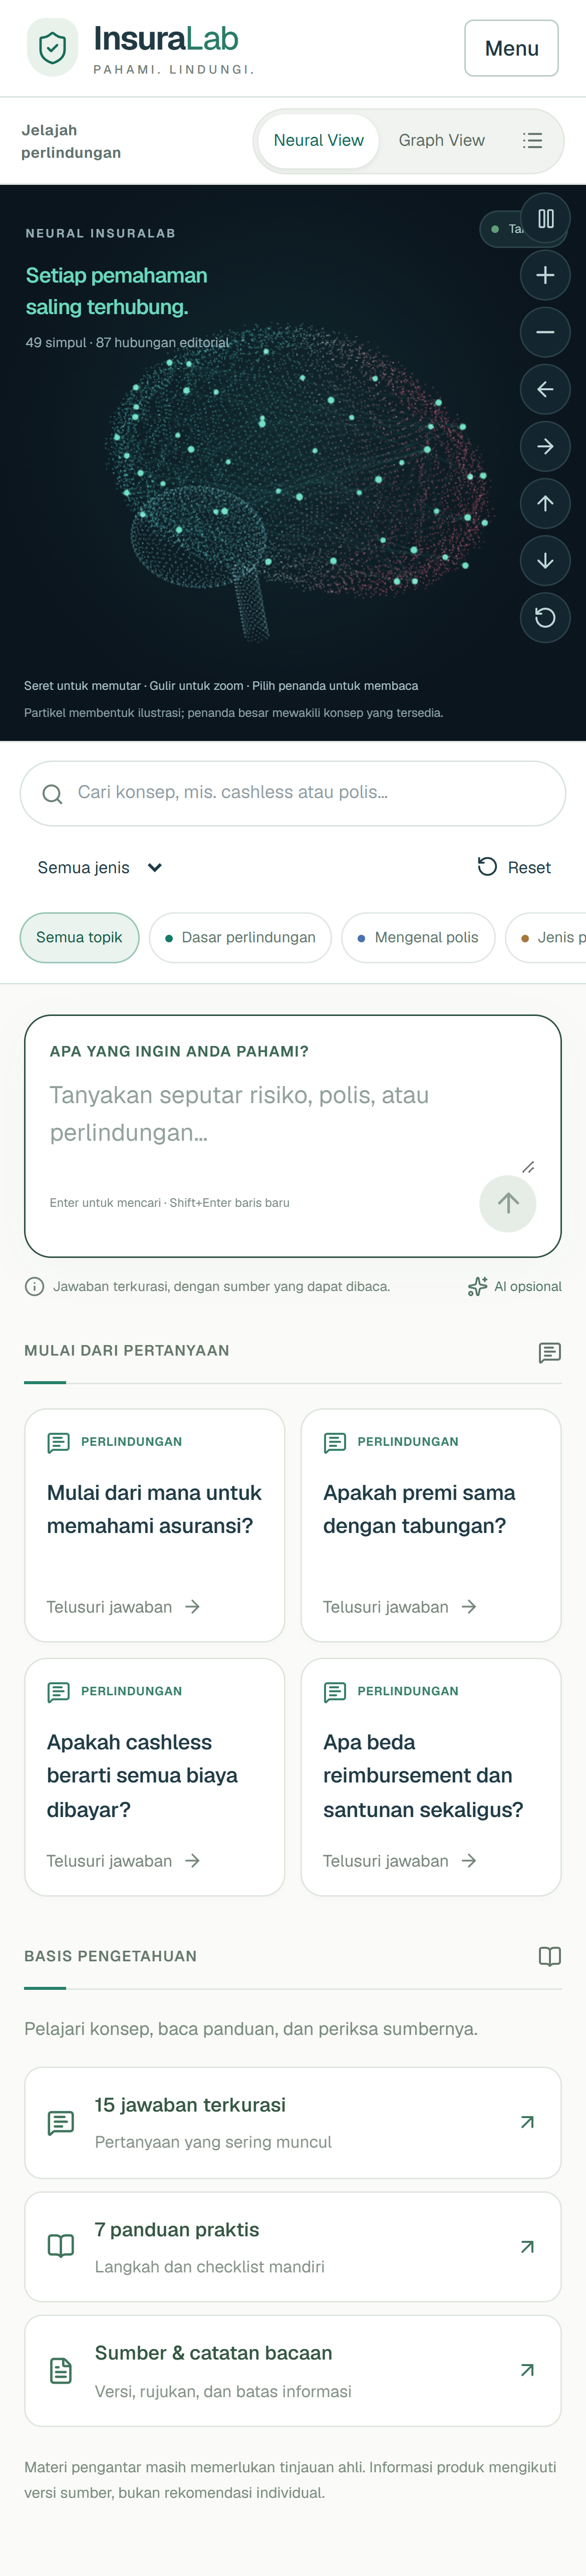 InsuraLab
PAHAMI. LINDUNGI.
Menu
Jelajah
perlindungan
Neural View
Graph View
NEURAL INSURALAB
Setiap pemahaman
saling terhubung.
49 simpul · 87 hubungan editorial
Seret untuk memutar · Gulir untuk zoom · Pilih penanda untuk membaca
Partikel membentuk ilustrasi; penanda besar mewakili konsep yang tersedia.
Cari konsep, mis. cashless atau polis...
Semua jenis
Reset
Semua topik
Dasar perlindungan
Mengenal polis
Jenis p
APA YANG INGIN ANDA PAHAMI?
Tanyakan seputar risiko, polis, atau
perlindungan...
Enter untuk mencari · Shift+Enter baris baru
Jawaban terkurasi, dengan sumber yang dapat dibaca.
AI opsional
MULAI DARI PERTANYAAN
PERLINDUNGAN
Mulai dari mana untuk
memahami asuransi?
Telusuri jawaban
PERLINDUNGAN
Apakah premi sama
dengan tabungan?
Telusuri jawaban
PERLINDUNGAN
Apakah cashless
berarti semua biaya
dibayar?
Telusuri jawaban
PERLINDUNGAN
Apa beda
reimbursement dan
santunan sekaligus?
Telusuri jawaban
BASIS PENGETAHUAN
Pelajari konsep, baca panduan, dan periksa sumbernya.
15 jawaban terkurasi
Pertanyaan yang sering muncul
7 panduan praktis
Langkah dan checklist mandiri
Sumber & catatan bacaan
Versi, rujukan, dan batas informasi
Materi pengantar masih memerlukan tinjauan ahli. Informasi produk mengikuti
versi sumber, bukan rekomendasi individual.